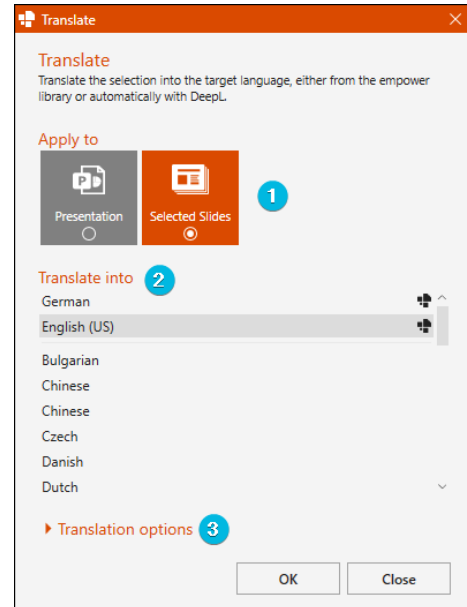 Translate
Translate
Translate the selection into the target language, either from the empower
library or automatically with DeepL.
Apply to
Presentation
Selected Slides
1
Translate into
2
German
English (US)
Bulgarian
Chinese
Chinese
Czech
Danish
Dutch
Translation options
3
OK
Close